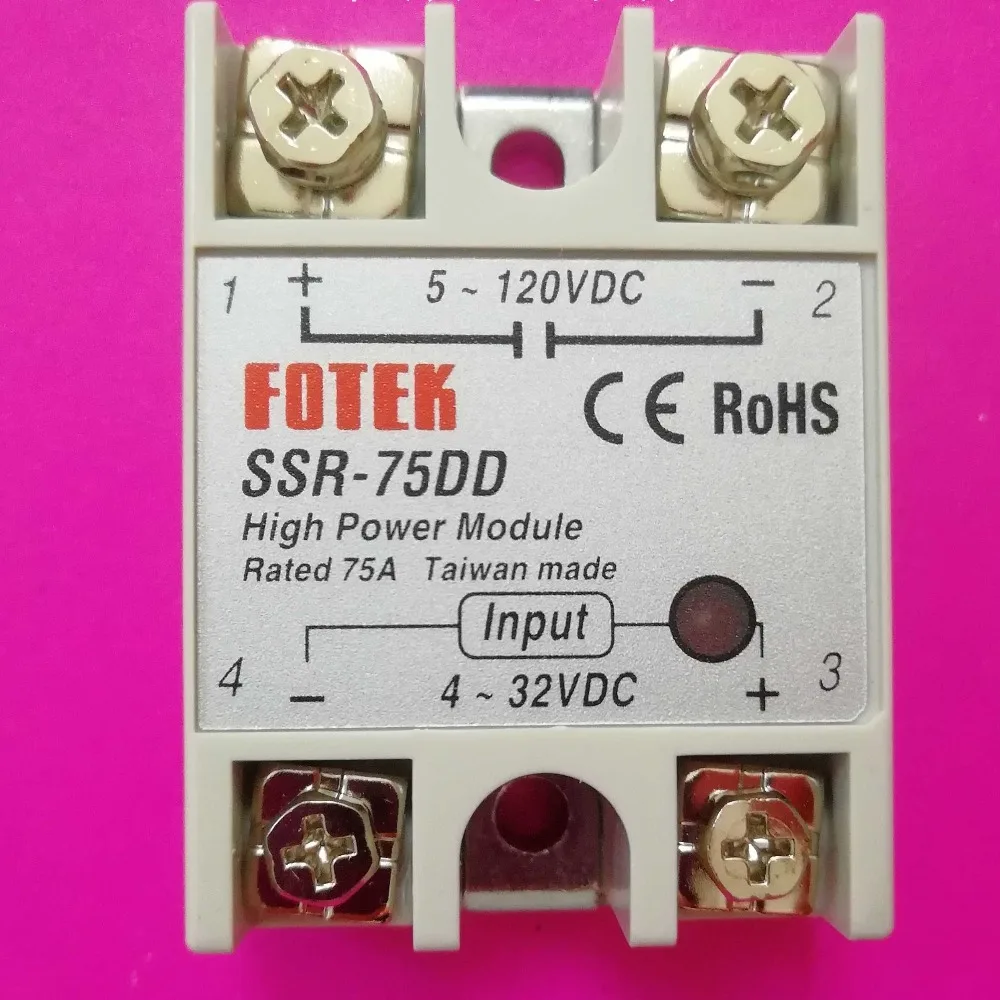 1 + 5 ~ 120VDC − 2
FOTEK
CE RoHS
SSR-75DD
High Power Module
Rated 75A Taiwan made
Input
4 − 4 ~ 32VDC + 3